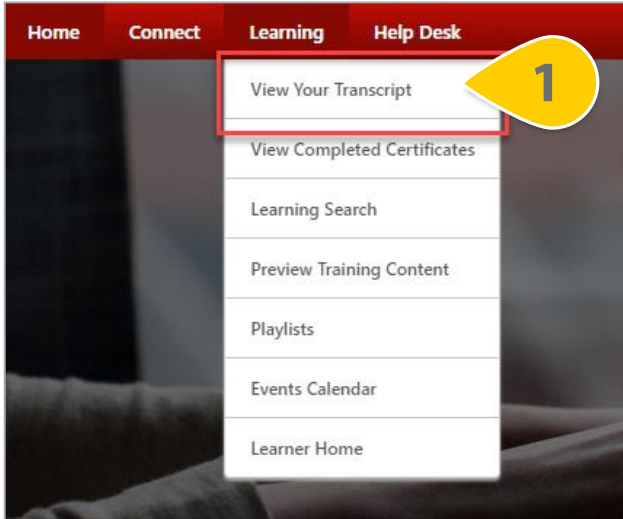 Home Connect Learning Help Desk
View Your Transcript
1
View Completed Certificates
Learning Search
Preview Training Content
Playlists
Events Calendar
Learner Home